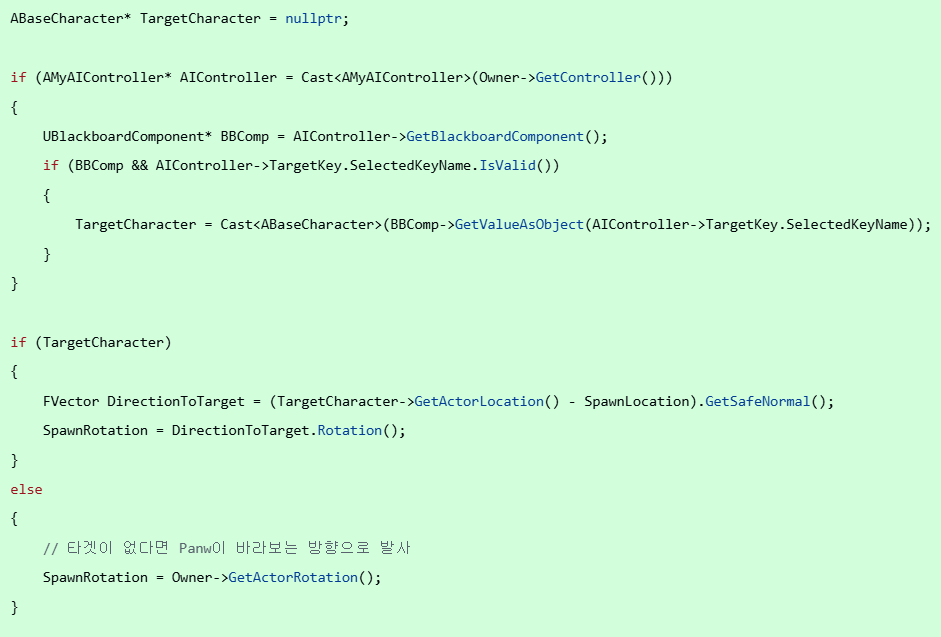 ABaseCharacter* TargetCharacter = nullptr;
if (AMyAIController* AIController = Cast<AMyAIController>(Owner->GetController()))
{
    UBlackboardComponent* BBComp = AIController->GetBlackboardComponent();
    if (BBComp && AIController->TargetKey.SelectedKeyName.IsValid())
    {
        TargetCharacter = Cast<ABaseCharacter>(BBComp->GetValueAsObject(AIController->TargetKey.SelectedKeyName));
    }
}
if (TargetCharacter)
{
    FVector DirectionToTarget = (TargetCharacter->GetActorLocation() - SpawnLocation).GetSafeNormal();
    SpawnRotation = DirectionToTarget.Rotation();
}
else
{
    // 타겟이 없다면 Panw이 바라보는 방향으로 발사
    SpawnRotation = Owner->GetActorRotation();
}